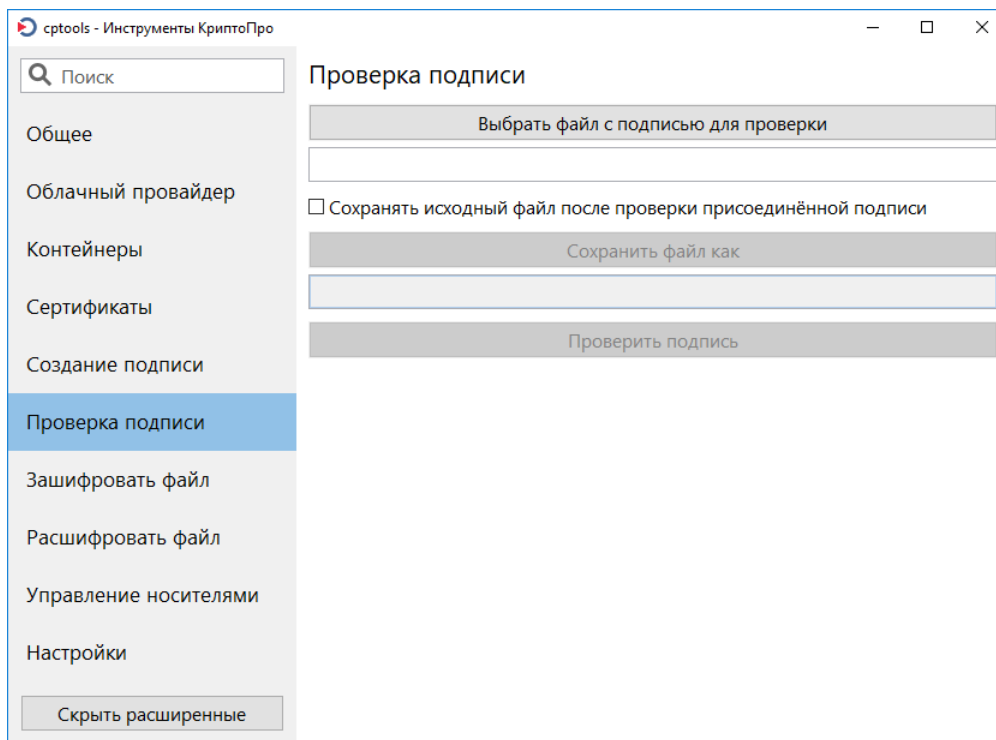 cptools - Инструменты КриптоПро
Поиск
Общее
Облачный провайдер
Контейнеры
Сертификаты
Создание подписи
Проверка подписи
Зашифровать файл
Расшифровать файл
Управление носителями
Настройки
Скрыть расширенные
Проверка подписи
Выбрать файл с подписью для проверки
Сохранять исходный файл после проверки присоединённой подписи
Сохранить файл как
Проверить подпись